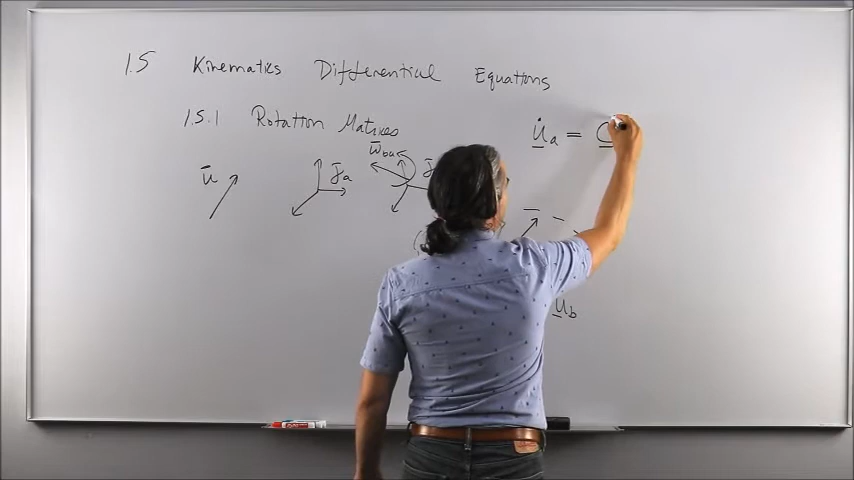 1.5 Kinematics Differential Equations
1.5.1 Rotation Matrices
u̲̇ₐ = C̲
ū
F̄ₐ
ω̄ba
u̲b